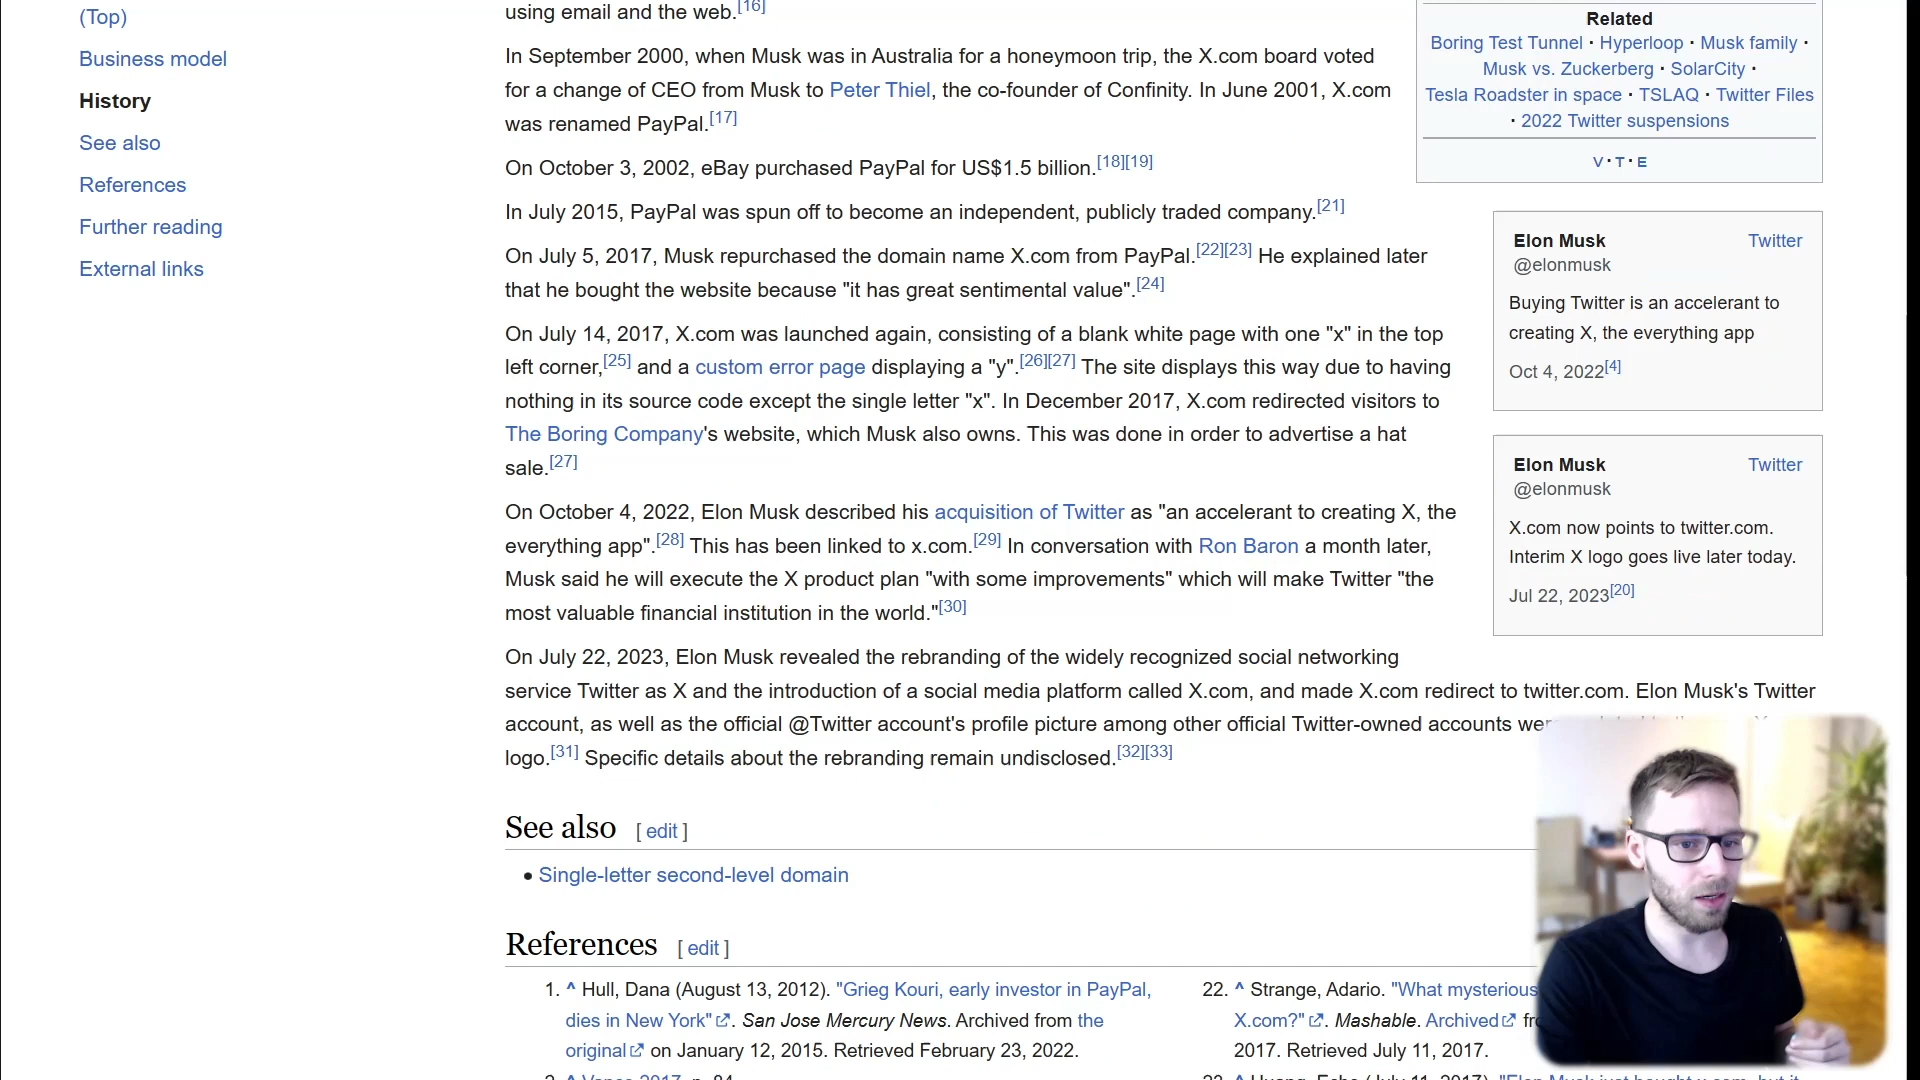 (Top)
Business model
History
See also
References
Further reading
External links
using email and the web.[16]
In September 2000, when Musk was in Australia for a honeymoon trip, the X.com board voted
for a change of CEO from Musk to Peter Thiel, the co-founder of Confinity. In June 2001, X.com
was renamed PayPal.[17]
On October 3, 2002, eBay purchased PayPal for US$1.5 billion.[18][19]
In July 2015, PayPal was spun off to become an independent, publicly traded company.[21]
On July 5, 2017, Musk repurchased the domain name X.com from PayPal.[22][23] He explained later
that he bought the website because "it has great sentimental value".[24]
On July 14, 2017, X.com was launched again, consisting of a blank white page with one "x" in the top
left corner,[25] and a custom error page displaying a "y".[26][27] The site displays this way due to having
nothing in its source code except the single letter "x". In December 2017, X.com redirected visitors to
The Boring Company's website, which Musk also owns. This was done in order to advertise a hat
sale.[27]
On October 4, 2022, Elon Musk described his acquisition of Twitter as "an accelerant to creating X, the
everything app".[28] This has been linked to x.com.[29] In conversation with Ron Baron a month later,
Musk said he will execute the X product plan "with some improvements" which will make Twitter "the
most valuable financial institution in the world."[30]
On July 22, 2023, Elon Musk revealed the rebranding of the widely recognized social networking
service Twitter as X and the introduction of a social media platform called X.com, and made X.com redirect to twitter.com. Elon Musk's Twitter
account, as well as the official @Twitter account's profile picture among other official Twitter-owned accounts
logo.[31] Specific details about the rebranding remain undisclosed.[32][33]
Related
Boring Test Tunnel · Hyperloop · Musk family ·
Musk vs. Zuckerberg · SolarCity ·
Tesla Roadster in space · TSLAQ · Twitter Files
· 2022 Twitter suspensions
V · T · E
Elon Musk Twitter
@elonmusk
Buying Twitter is an accelerant to
creating X, the everything app
Oct 4, 2022[4]
Elon Musk Twitter
@elonmusk
X.com now points to twitter.com.
Interim X logo goes live later today.
Jul 22, 2023[20]
See also [ edit ]
• Single-letter second-level domain
References [ edit ]
1. ^ Hull, Dana (August 13, 2012). "Grieg Kouri, early investor in PayPal,
dies in New York". San Jose Mercury News. Archived from the
original on January 12, 2015. Retrieved February 23, 2022.
22. ^ Strange, Adario. "What mysterious
X.com?". Mashable. Archived
2017. Retrieved July 11, 2017.